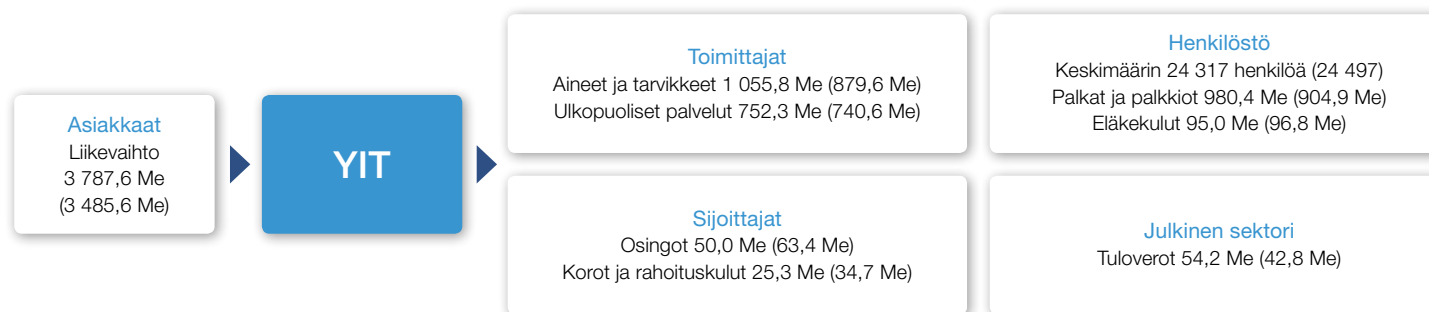 Asiakkaat
Liikevaihto
3 787,6 Me
(3 485,6 Me)
YIT
Toimittajat
Aineet ja tarvikkeet 1 055,8 Me (879,6 Me)
Ulkopuoliset palvelut 752,3 Me (740,6 Me)
Henkilöstö
Keskimäärin 24 317 henkilöä (24 497)
Palkat ja palkkiot 980,4 Me (904,9 Me)
Eläkekulut 95,0 Me (96,8 Me)
Sijoittajat
Osingot 50,0 Me (63,4 Me)
Korot ja rahoituskulut 25,3 Me (34,7 Me)
Julkinen sektori
Tuloverot 54,2 Me (42,8 Me)